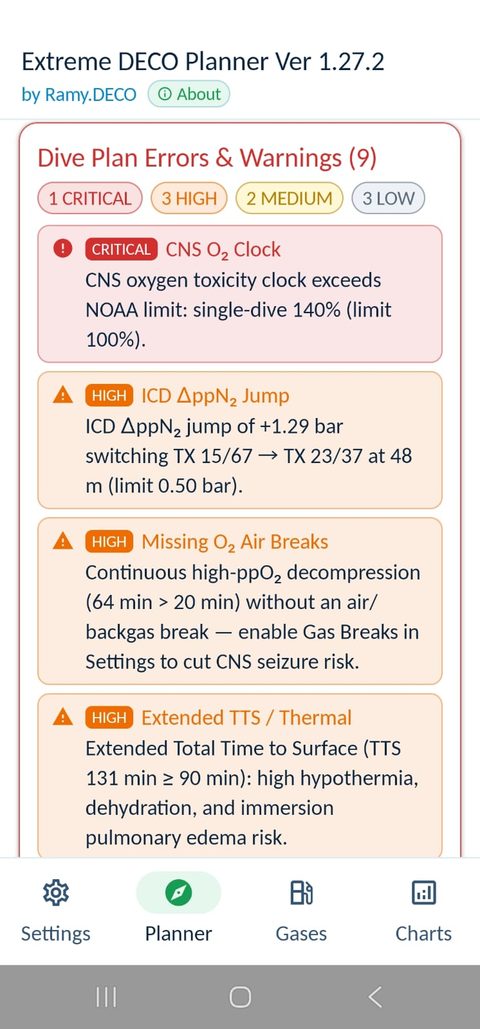 Extreme DECO Planner Ver 1.27.2
by Ramy.DECO About
Dive Plan Errors & Warnings (9)
1 CRITICAL 3 HIGH 2 MEDIUM 3 LOW
CRITICAL CNS O₂ Clock
CNS oxygen toxicity clock exceeds
NOAA limit: single-dive 140% (limit
100%).
HIGH ICD ΔppN₂ Jump
ICD ΔppN₂ jump of +1.29 bar
switching TX 15/67 → TX 23/37 at 48
m (limit 0.50 bar).
HIGH Missing O₂ Air Breaks
Continuous high-ppO₂ decompression
(64 min > 20 min) without an air/
backgas break — enable Gas Breaks in
Settings to cut CNS seizure risk.
HIGH Extended TTS / Thermal
Extended Total Time to Surface (TTS
131 min ≥ 90 min): high hypothermia,
dehydration, and immersion
pulmonary edema risk.
Settings Planner Gases Charts